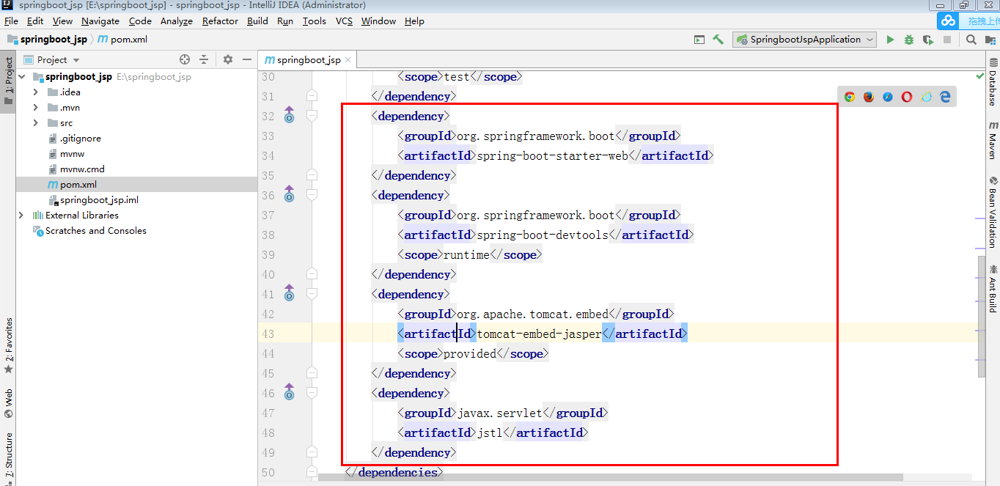 springboot_jsp [E:\springboot_jsp] - springboot_jsp - IntelliJ IDEA (Administrator)
File Edit View Navigate Code Analyze Refactor Build Run Tools VCS Window Help
拖拽上传
springboot_jsp pom.xml
SpringbootJspApplication
1: Project
Project
springboot_jsp
springboot_jsp E:\springboot_jsp
.idea
.mvn
src
.gitignore
mvnw
mvnw.cmd
pom.xml
springboot_jsp.iml
External Libraries
Scratches and Consoles
2: Favorites
Web
7: Structure
30 <scope>test</scope>
31 </dependency>
32 <dependency>
33 <groupId>org.springframework.boot</groupId>
34 <artifactId>spring-boot-starter-web</artifactId>
35 </dependency>
36 <dependency>
37 <groupId>org.springframework.boot</groupId>
38 <artifactId>spring-boot-devtools</artifactId>
39 <scope>runtime</scope>
40 </dependency>
41 <dependency>
42 <groupId>org.apache.tomcat.embed</groupId>
43 <artifactId>tomcat-embed-jasper</artifactId>
44 <scope>provided</scope>
45 </dependency>
46 <dependency>
47 <groupId>javax.servlet</groupId>
48 <artifactId>jstl</artifactId>
49 </dependency>
50 </dependencies>
Database
Maven
Bean Validation
Ant Build